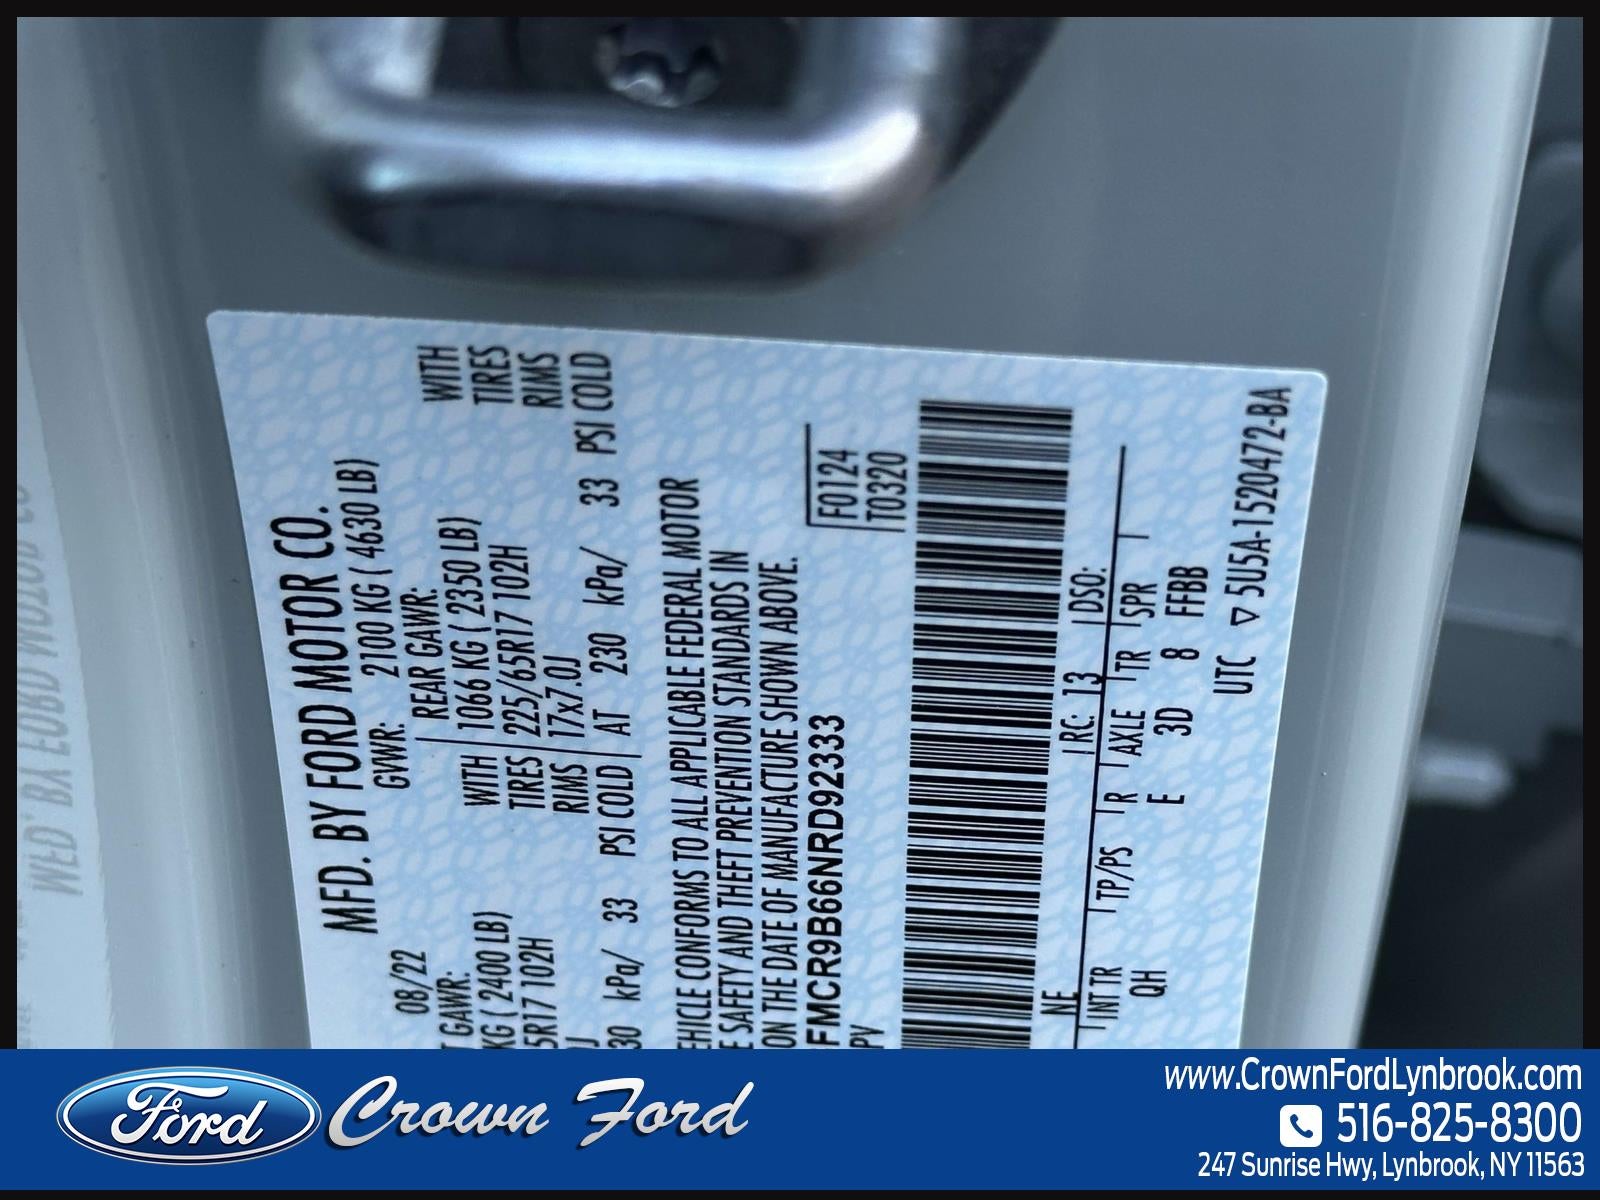 MFD. BY FORD MOTOR CO.
08/22
GVWR: 2100 KG ( 4630 LB)
GAWR:
REAR GAWR:
KG ( 2400 LB)
WITH
1066 KG ( 2350 LB)
WITH
5R17 102H
TIRES
225/65R17 102H
TIRES
J
RIMS
17x7.0J
RIMS
30 kPa/ 33 PSI COLD
AT 230 kPa/ 33 PSI COLD
EHICLE CONFORMS TO ALL APPLICABLE FEDERAL MOTOR
E SAFETY AND THEFT PREVENTION STANDARDS IN
ON THE DATE OF MANUFACTURE SHOWN ABOVE.
FMCR9B66NRD92333
F0124
PV
T0320
NE
RC: 13
DSO:
INT TR
TP/PS
R
AXLE
TR
SPR
QH
E
3D
8
FFBB
UTC
▽ 5U5A-1520472-BA
Ford
Crown Ford
www.CrownFordLynbrook.com
516-825-8300
247 Sunrise Hwy, Lynbrook, NY 11563